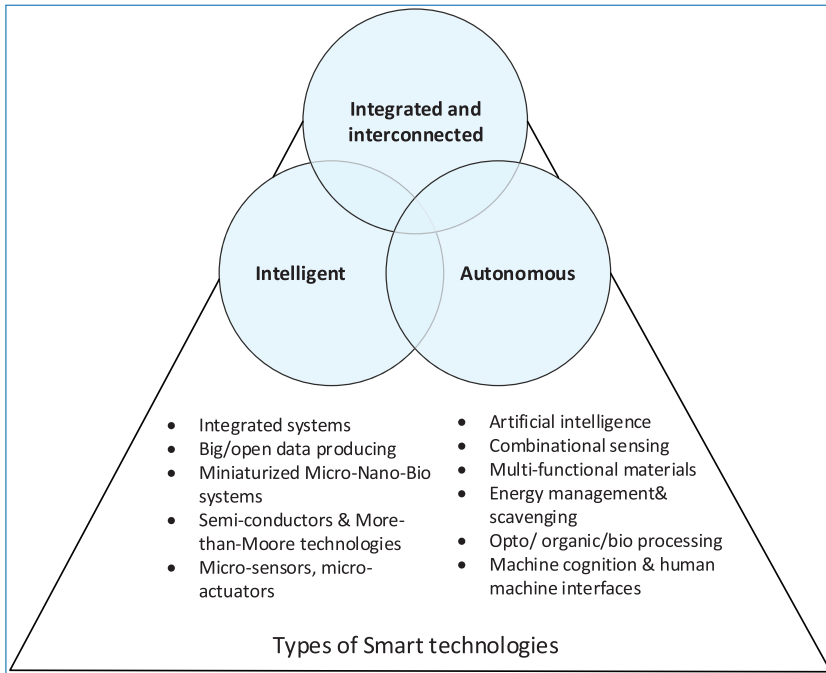 Integrated and
interconnected
Intelligent
Autonomous
• Integrated systems
• Big/open data producing
• Miniaturized Micro-Nano-Bio
systems
• Semi-conductors & More-
than-Moore technologies
• Micro-sensors, micro-
actuators
• Artificial intelligence
• Combinational sensing
• Multi-functional materials
• Energy management&
scavenging
• Opto/ organic/bio processing
• Machine cognition & human
machine interfaces
Types of Smart technologies